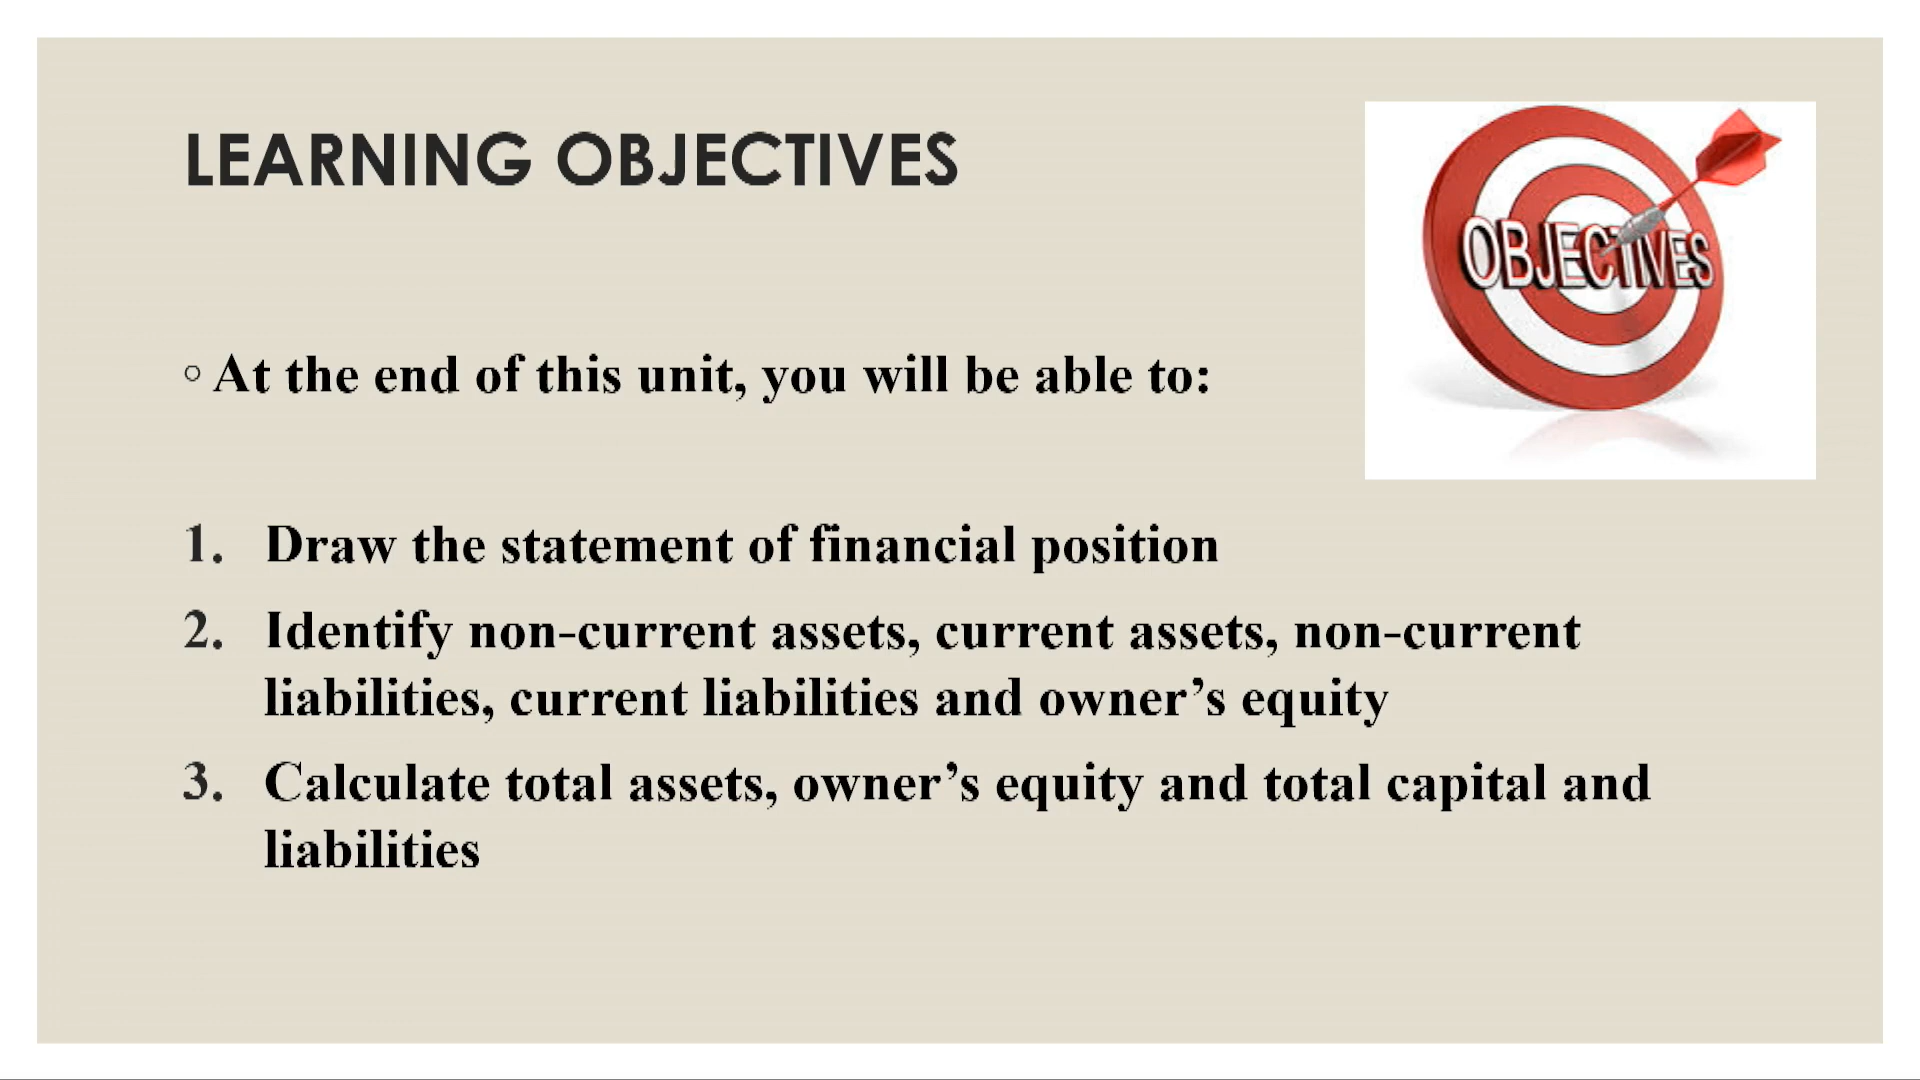 LEARNING OBJECTIVES
OBJECTIVES
◦ At the end of this unit, you will be able to:
1. Draw the statement of financial position
2. Identify non-current assets, current assets, non-current
liabilities, current liabilities and owner’s equity
3. Calculate total assets, owner’s equity and total capital and
liabilities